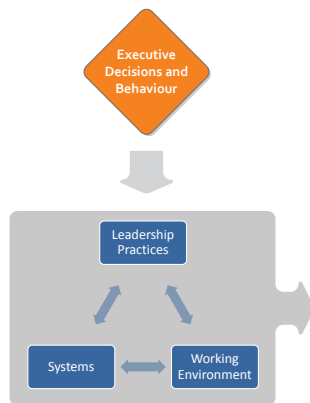 Executive
Decisions and
Behaviour
Leadership
Practices
Systems
Working
Environment